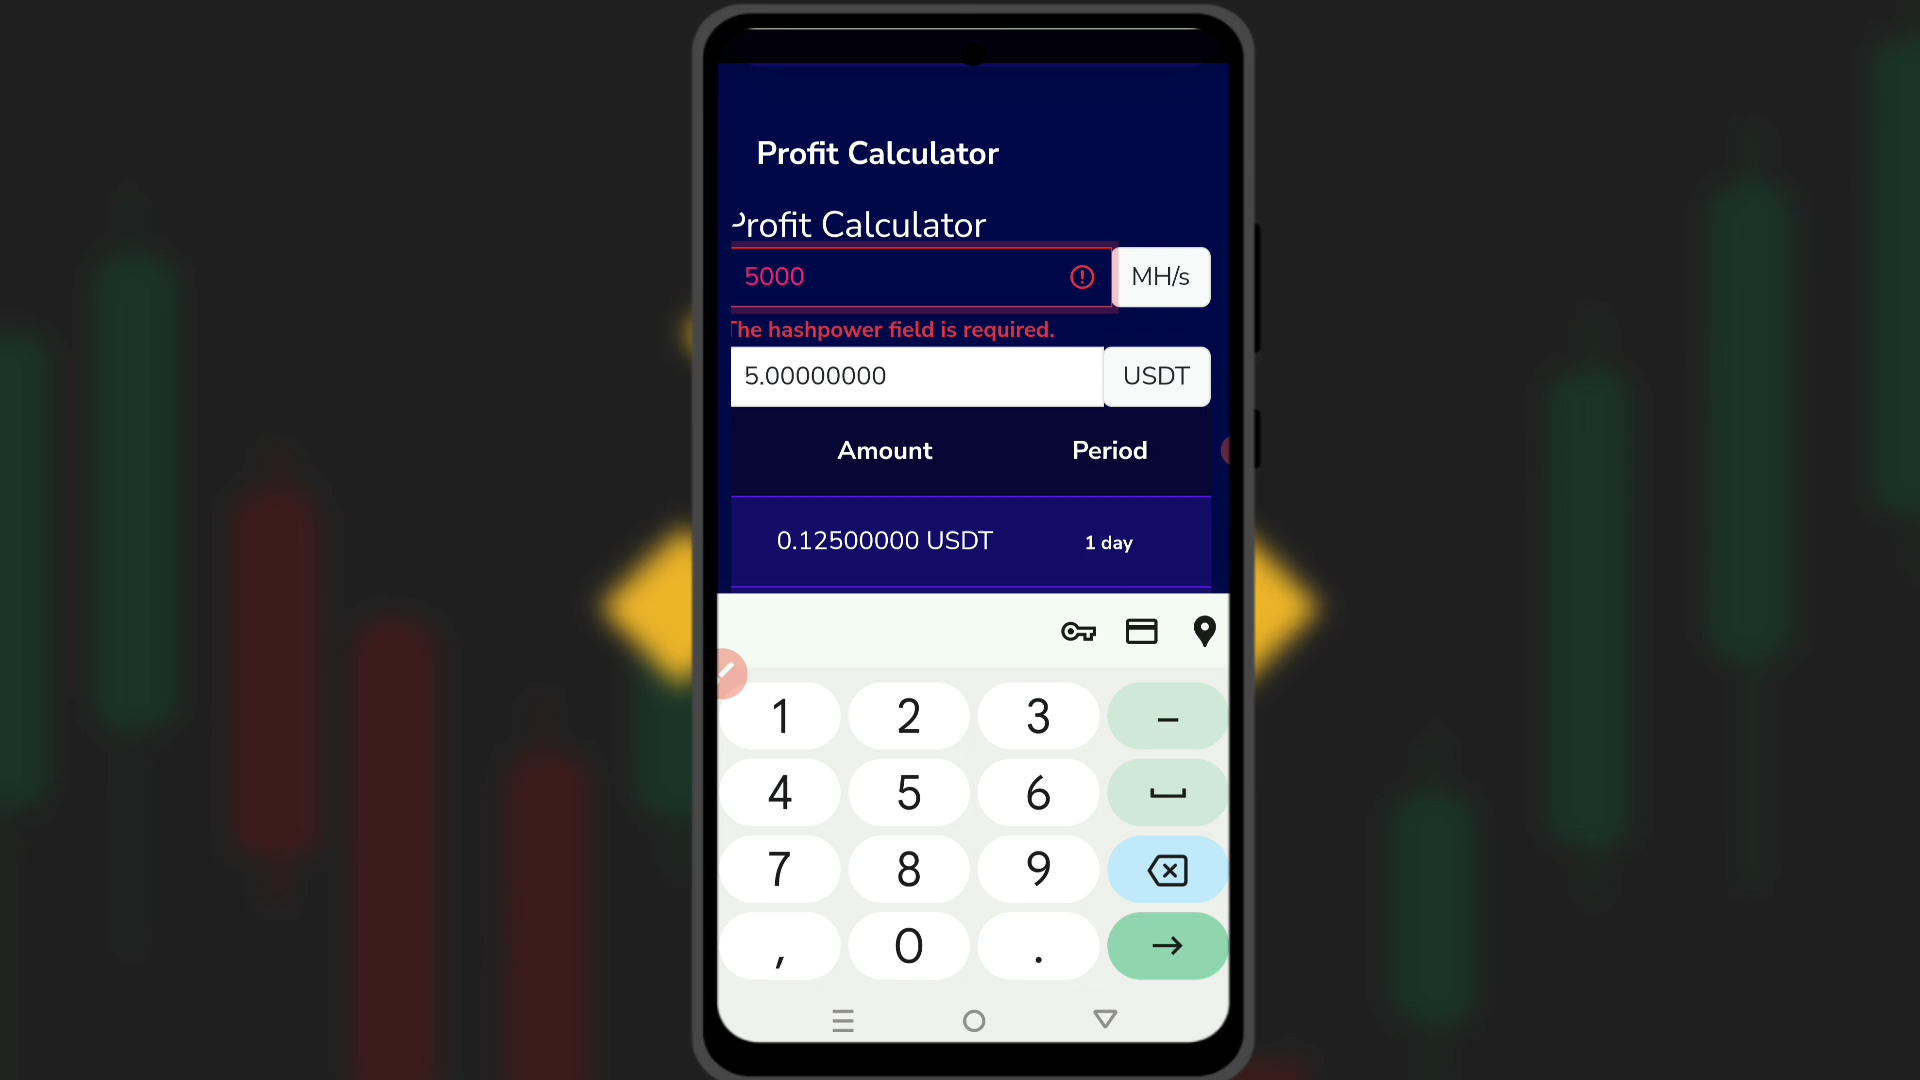 Profit Calculator
Profit Calculator
5000 MH/s
The hashpower field is required.
5.00000000 USDT
Amount Period
0.12500000 USDT 1 day
1 2 3 –
4 5 6
7 8 9
, 0 .